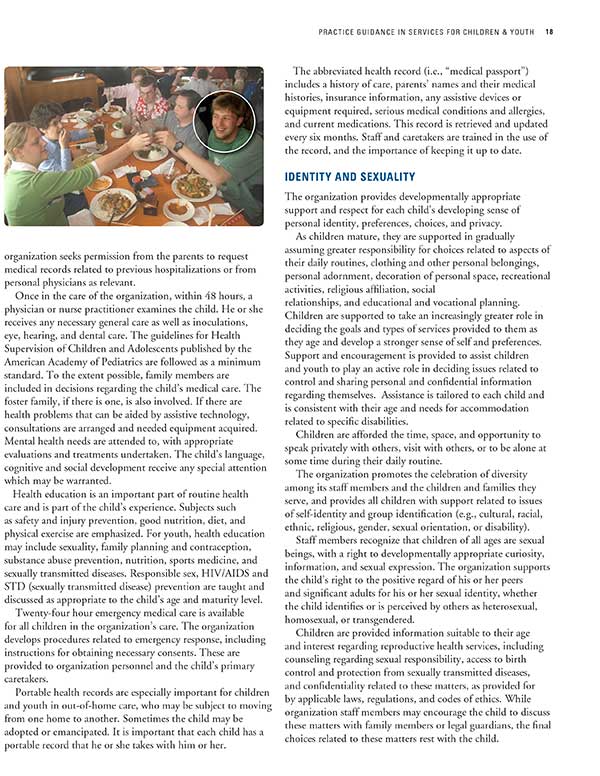 PRACTICE GUIDANCE IN SERVICES FOR CHILDREN & YOUTH 18
organization seeks permission from the parents to request
medical records related to previous hospitalizations or from
personal physicians as relevant.
Once in the care of the organization, within 48 hours, a
physician or nurse practitioner examines the child. He or she
receives any necessary general care as well as inoculations,
eye, hearing, and dental care. The guidelines for Health
Supervision of Children and Adolescents published by the
American Academy of Pediatrics are followed as a minimum
standard. To the extent possible, family members are
included in decisions regarding the child's medical care. The
foster family, if there is one, is also involved. If there are
health problems that can be aided by assistive technology,
consultations are arranged and needed equipment acquired.
Mental health needs are attended to, with appropriate
evaluations and treatments undertaken. The child's language,
cognitive and social development receive any special attention
which may be warranted.
Health education is an important part of routine health
care and is part of the child's experience. Subjects such
as safety and injury prevention, good nutrition, diet, and
physical exercise are emphasized. For youth, health education
may include sexuality, family planning and contraception,
substance abuse prevention, nutrition, sports medicine, and
sexually transmitted diseases. Responsible sex, HIV/AIDS and
STD (sexually transmitted disease) prevention are taught and
discussed as appropriate to the child's age and maturity level.
Twenty-four hour emergency medical care is available
for all children in the organization's care. The organization
develops procedures related to emergency response, including
instructions for obtaining necessary consents. These are
provided to organization personnel and the child's primary
caretakers.
Portable health records are especially important for children
and youth in out-of-home care, who may be subject to moving
from one home to another. Sometimes the child may be
adopted or emancipated. It is important that each child has a
portable record that he or she takes with him or her.
The abbreviated health record (i.e., "medical passport")
includes a history of care, parents' names and their medical
histories, insurance information, any assistive devices or
equipment required, serious medical conditions and allergies,
and current medications. This record is retrieved and updated
every six months. Staff and caretakers are trained in the use of
the record, and the importance of keeping it up to date.
IDENTITY AND SEXUALITY
The organization provides developmentally appropriate
support and respect for each child's developing sense of
personal identity, preferences, choices, and privacy.
As children mature, they are supported in gradually
assuming greater responsibility for choices related to aspects of
their daily routines, clothing and other personal belongings,
personal adornment, decoration of personal space, recreational
activities, religious affiliation, social
relationships, and educational and vocational planning.
Children are supported to take an increasingly greater role in
deciding the goals and types of services provided to them as
they age and develop a stronger sense of self and preferences.
Support and encouragement is provided to assist children
and youth to play an active role in deciding issues related to
control and sharing personal and confidential information
regarding themselves. Assistance is tailored to each child and
is consistent with their age and needs for accommodation
related to specific disabilities.
Children are afforded the time, space, and opportunity to
speak privately with others, visit with others, or to be alone at
some time during their daily routine.
The organization promotes the celebration of diversity
among its staff members and the children and families they
serve, and provides all children with support related to issues
of self-identity and group identification (e.g., cultural, racial,
ethnic, religious, gender, sexual orientation, or disability).
Staff members recognize that children of all ages are sexual
beings, with a right to developmentally appropriate curiosity,
information, and sexual expression. The organization supports
the child's right to the positive regard of his or her peers
and significant adults for his or her sexual identity, whether
the child identifies or is perceived by others as heterosexual,
homosexual, or transgendered.
Children are provided information suitable to their age
and interest regarding reproductive health services, including
counseling regarding sexual responsibility, access to birth
control and protection from sexually transmitted diseases,
and confidentiality related to these matters, as provided for
by applicable laws, regulations, and codes of ethics. While
organization staff members may encourage the child to discuss
these matters with family members or legal guardians, the final
choices related to these matters rest with the child.